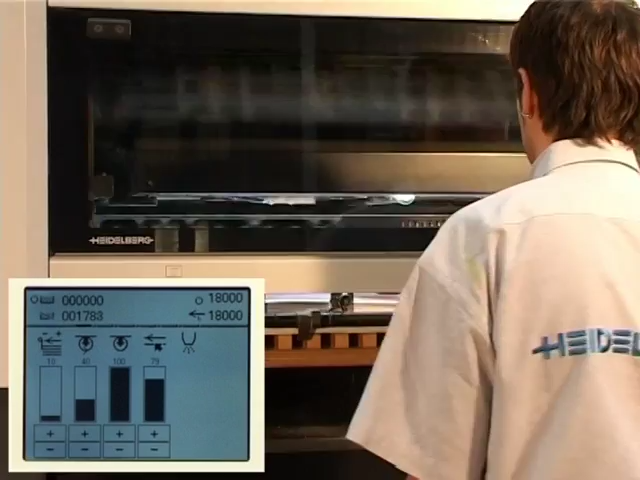 HEIDELBERG
HEIDEL
000000
18000
001783
18000
10 40 100 79
+ + + +
- - - -